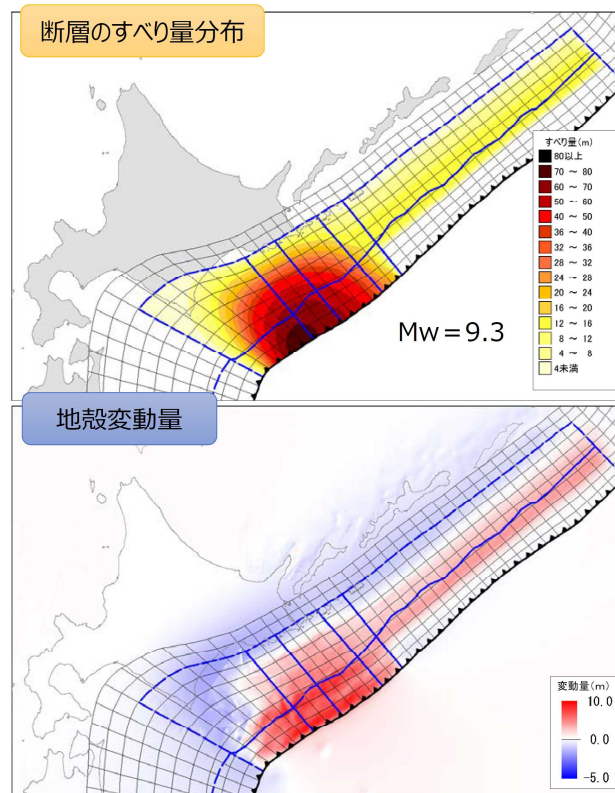 断層のすべり量分布
すべり量(m)
80以上
70 ～ 80
60 ～ 70
50 ～ 60
40 ～ 50
36 ～ 40
32 ～ 36
28 ～ 32
24 ～ 28
20 ～ 24
16 ～ 20
12 ～ 16
8 ～ 12
4 ～ 8
4未満
Mw＝9.3
地殻変動量
変動量(m)
10.0
0.0
-5.0